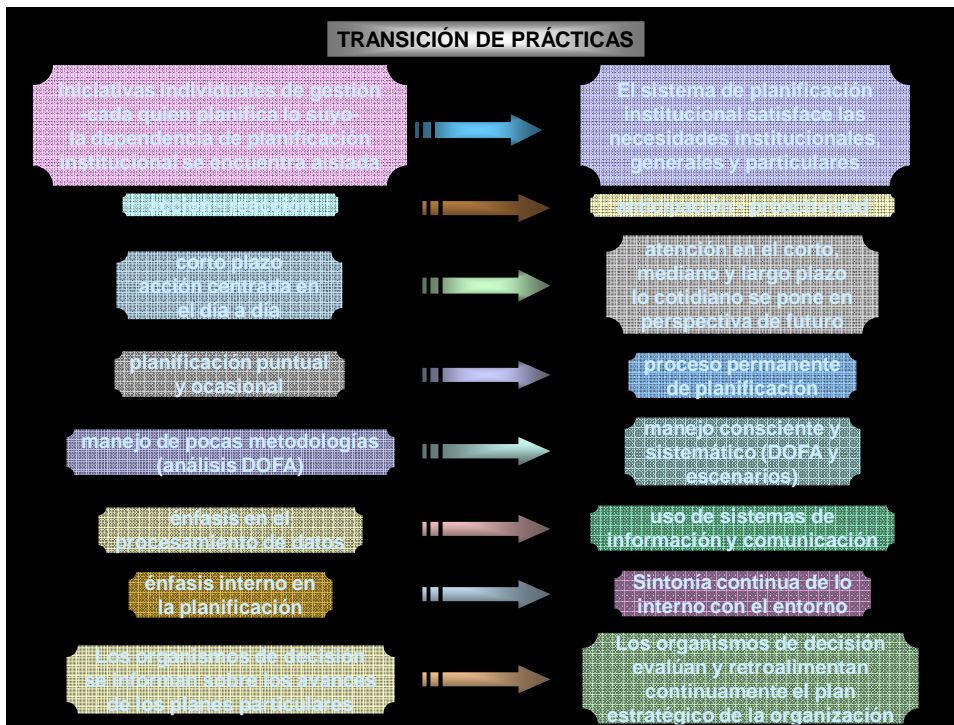 TRANSICIÓN DE PRÁCTICAS
iniciativas individuales de gestión
-cada quien planifica lo suyo-
la dependencia de planificación
institucional se encuentra aislada
El sistema de planificación
institucional satisface las
necesidades institucionales
generales y particulares
anticipación - proactividad
corto plazo
acción centrada en
el día a día
atención en el corto,
mediano y largo plazo
lo cotidiano se pone en
perspectiva de futuro
planificación puntual
y ocasional
proceso permanente
de planificación
manejo de pocas metodologías
(análisis DOFA)
manejo consciente y
sistemático (DOFA y
escenarios)
énfasis en el
procesamiento de datos
uso de sistemas de
información y comunicación
énfasis interno en
la planificación
Sintonía continua de lo
interno con el entorno
Los organismos de decisión
se informan sobre los avances
de los planes particulares
Los organismos de decisión
evalúan y retroalimentan
continuamente el plan
estratégico de la organización